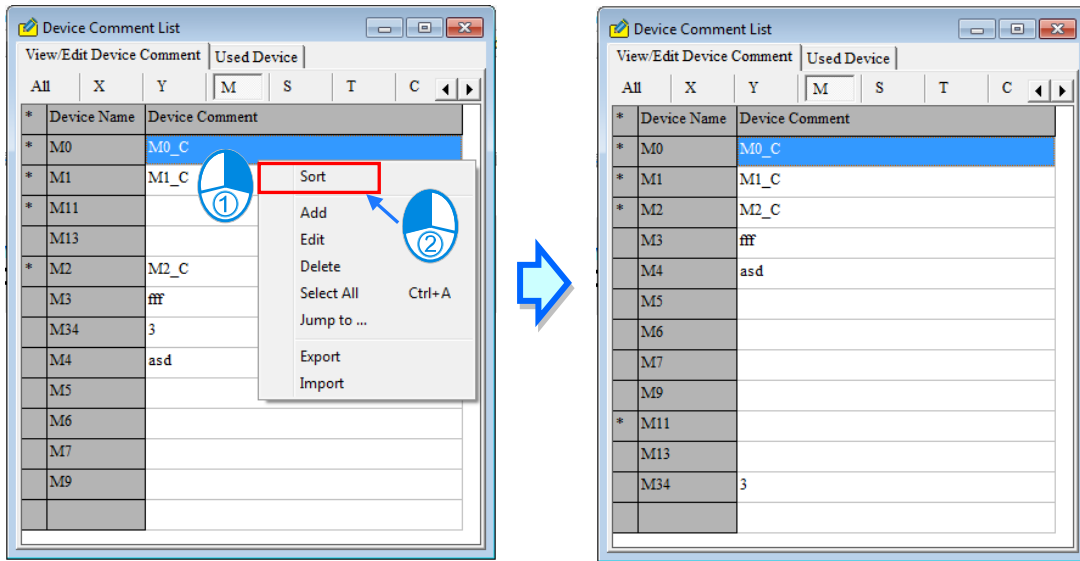 Device Comment List
View/Edit Device Comment Used Device
All X Y M S T C
* Device Name Device Comment
* M0 M0_C
* M1 M1_C
* M11
M13
* M2 M2_C
M3 fff
M34 3
M4 asd
M5
M6
M7
M9
Sort
Add
Edit
Delete
Select All Ctrl+A
Jump to ...
Export
Import
1
2
Device Comment List
View/Edit Device Comment Used Device
All X Y M S T C
* Device Name Device Comment
* M0 M0_C
* M1 M1_C
* M2 M2_C
M3 fff
M4 asd
M5
M6
M7
M9
* M11
M13
M34 3